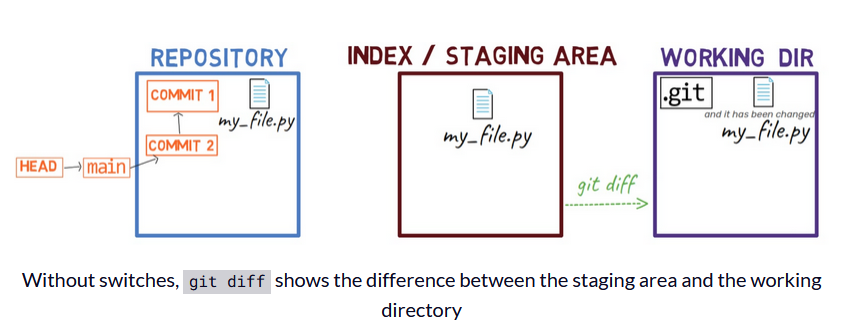 REPOSITORY
INDEX / STAGING AREA
WORKING DIR
COMMIT 1
my_file.py
COMMIT 2
HEAD
main
my_file.py
git diff
.git
and it has been changed
my_file.py
Without switches, git diff shows the difference between the staging area and the working
directory